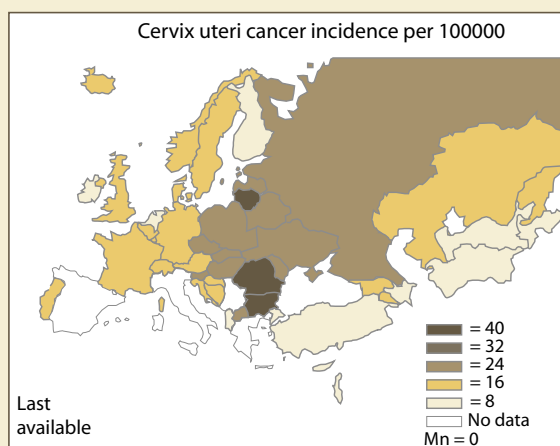 Cervix uteri cancer incidence per 100000
= 40
= 32
= 24
= 16
= 8
No data
Mn = 0
Last
available